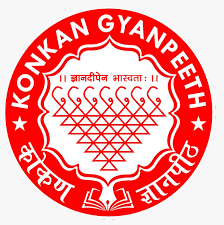 ★ KONKAN GYANPEETH ★
।। ज्ञानदीपेन भास्वताः ।।
कोकण ज्ञानपीठ